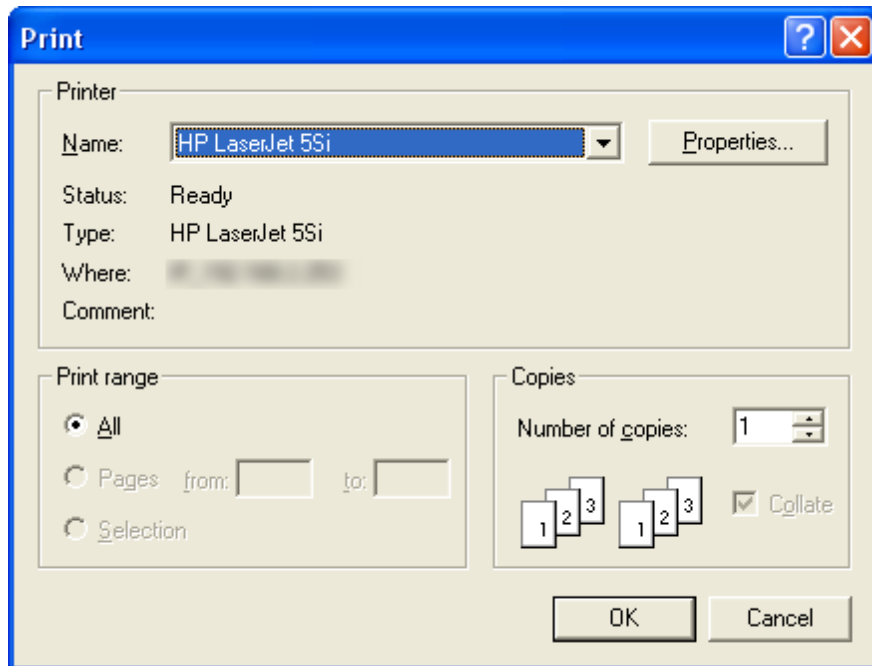 Print
Printer
Name: HP LaserJet 5Si Properties...
Status: Ready
Type: HP LaserJet 5Si
Where:
Comment:
Print range
All
Pages from: to:
Selection
Copies
Number of copies: 1
1 2 3 1 2 3
Collate
OK Cancel